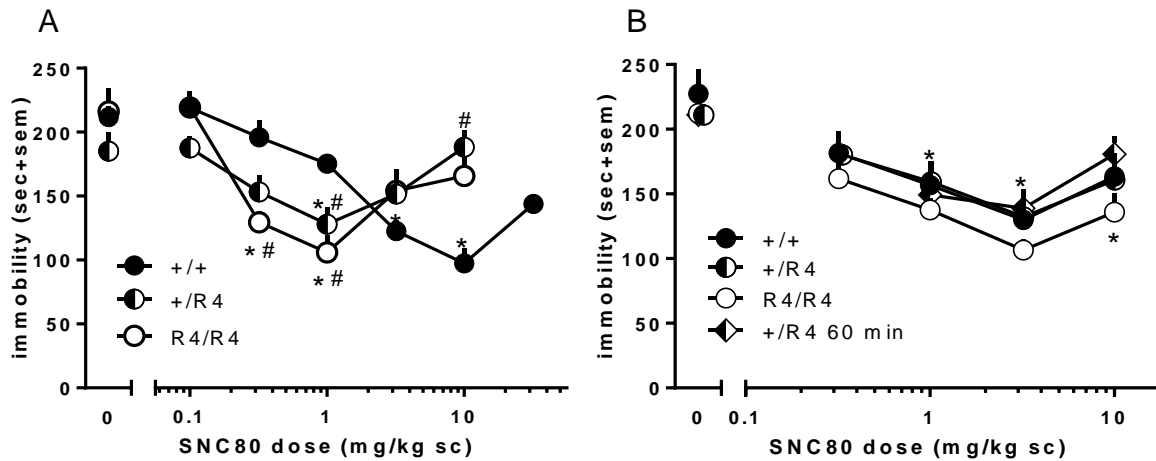 A
immobility (sec+sem)
250
200
150
100
50
0
#
* #
* #
* #
*
*
+/+
+/R4
R4/R4
0
0.1
1
10
SNC80 dose (mg/kg sc)
B
immobility (sec+sem)
250
200
150
100
50
0
*
*
*
+/+
+/R4
R4/R4
+/R4 60 min
0
0.1
1
10
SNC80 dose (mg/kg sc)